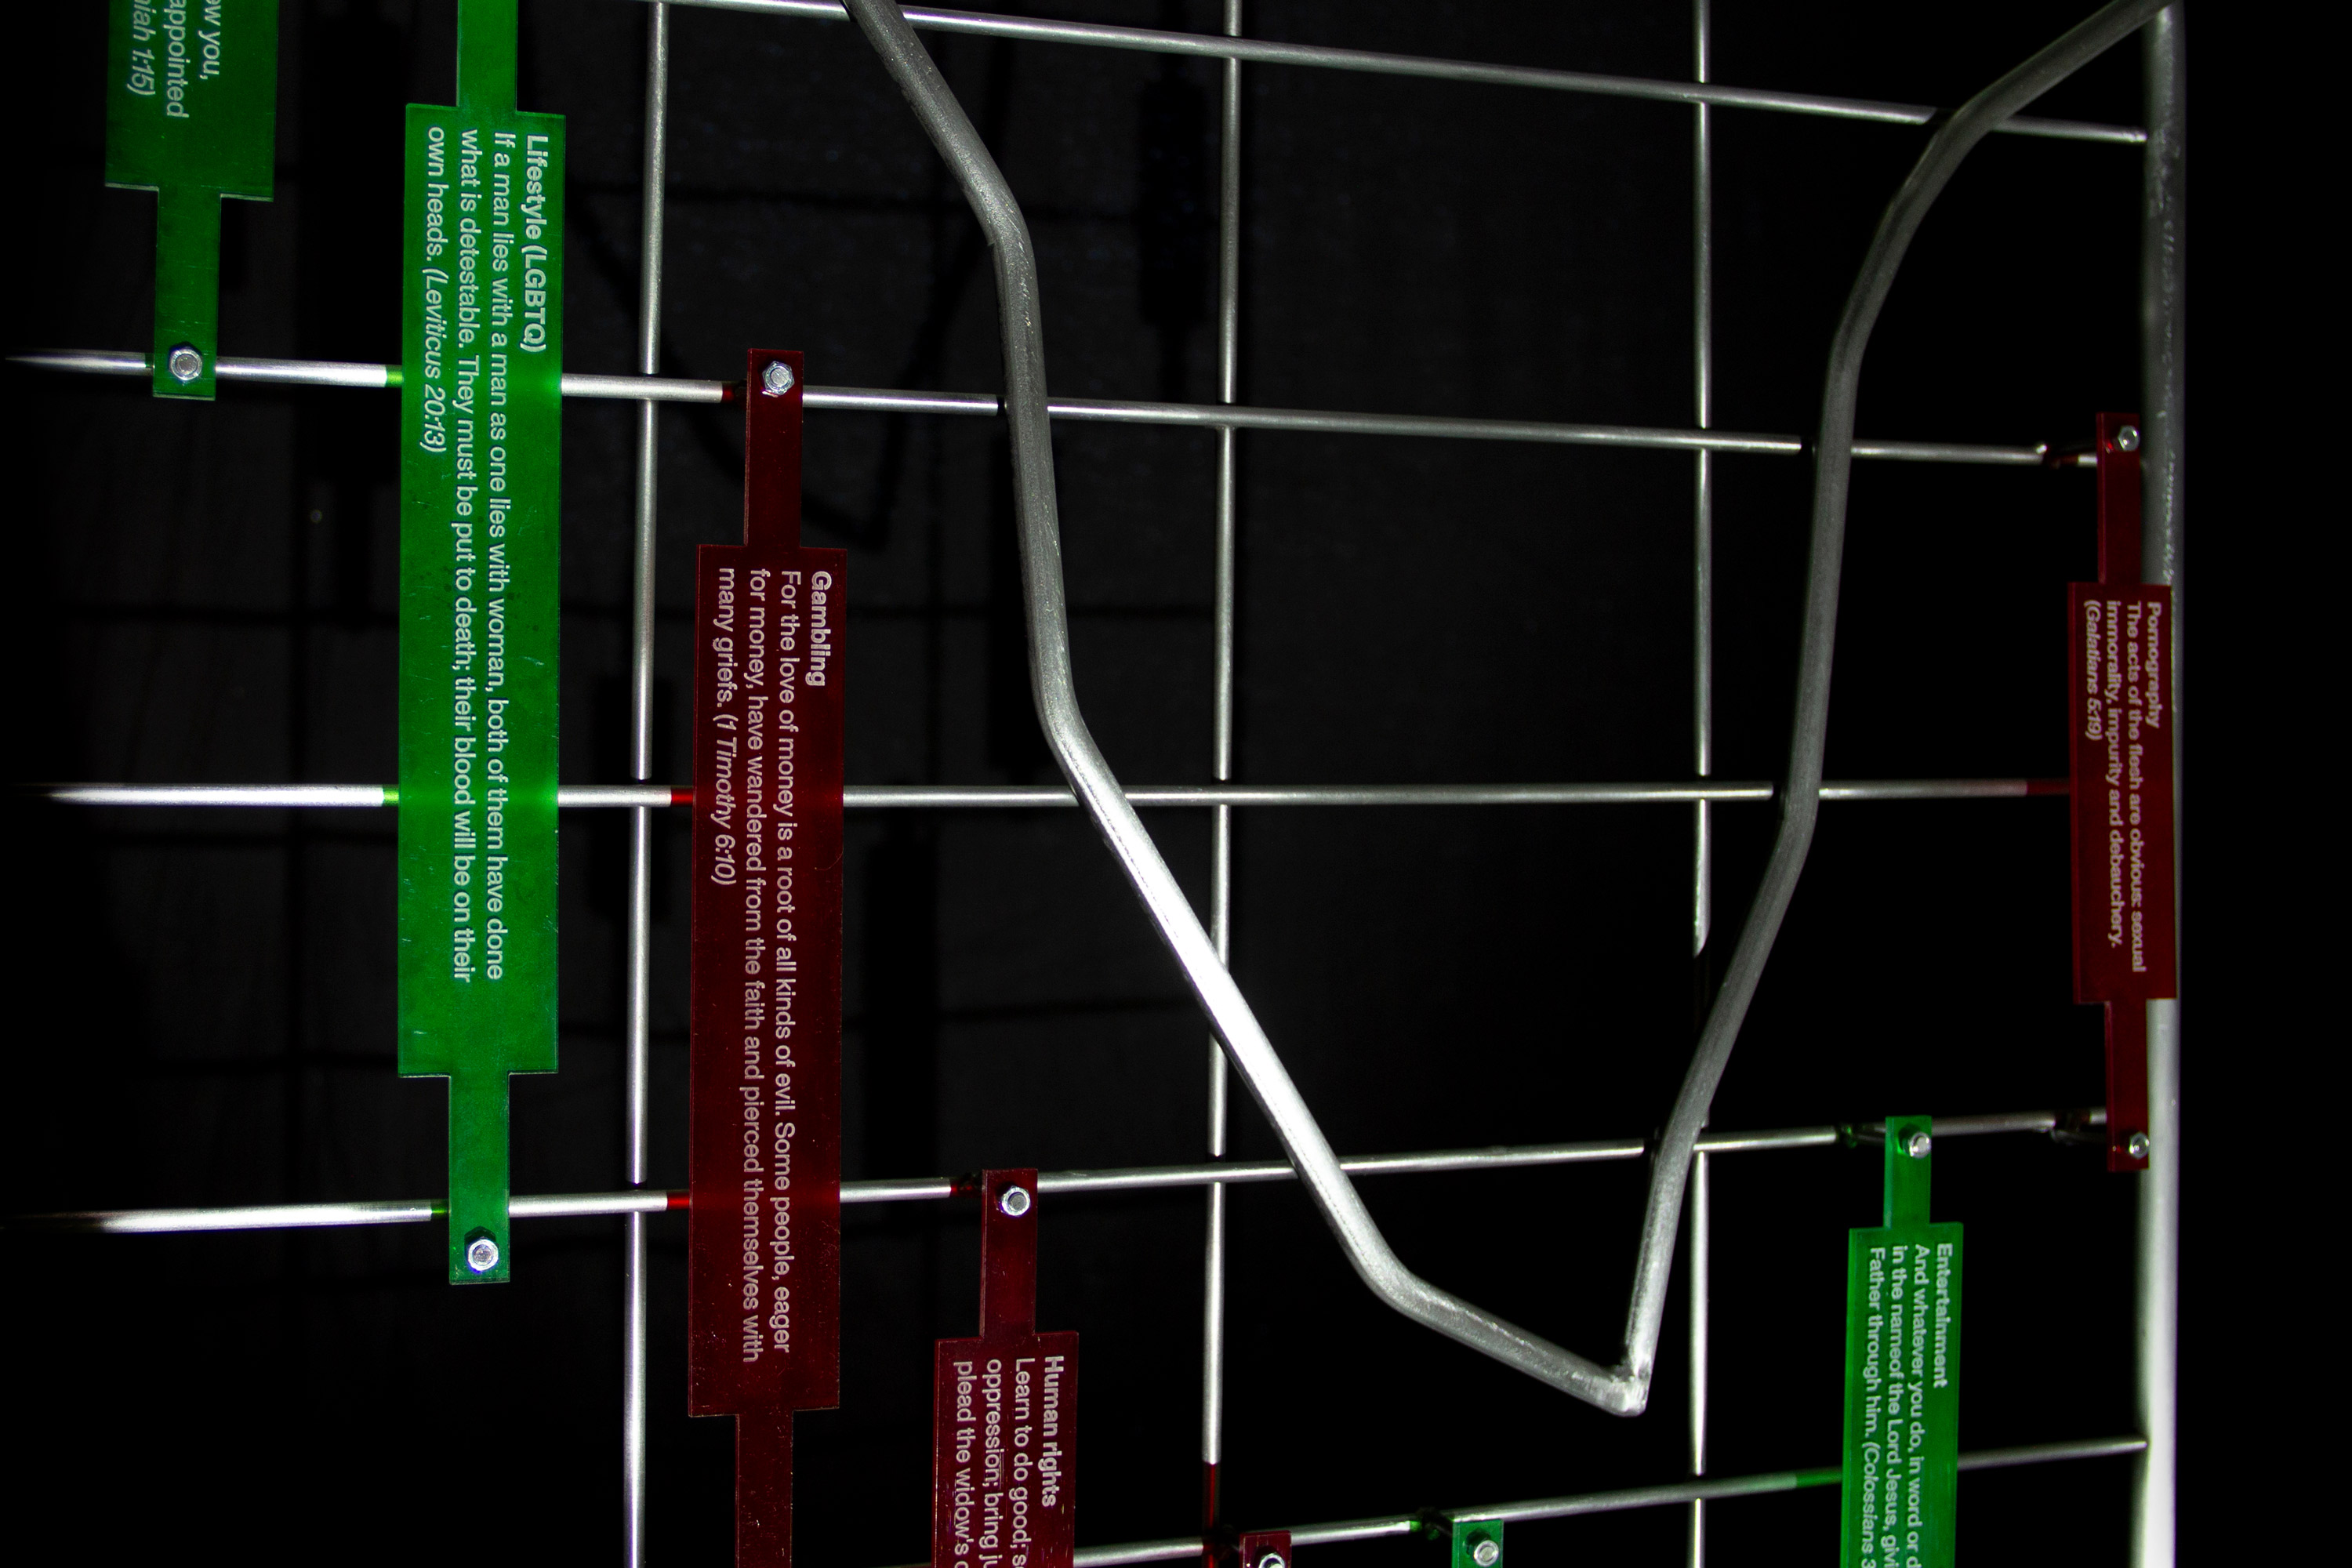 ew you,
appointed
iah 1:15)
Lifestyle (LGBTQ)
If a man lies with a man as one lies with woman, both of them have done
what is detestable. They must be put to death; their blood will be on their
own heads. (Leviticus 20:13)
Gambling
For the love of money is a root of all kinds of evil. Some people, eager
for money, have wandered from the faith and pierced themselves with
many griefs. (1 Timothy 6:10)
Human rights
Learn to do good; s
oppression; bring ju
plead the widow's c
Pornography
The acts of the flesh are obvious: sexual
immorality, impurity and debauchery.
(Galatians 5:19)
Entertainment
And whatever you do, in word or d
in the nameof the Lord Jesus, givi
Father through him. (Colossians 3